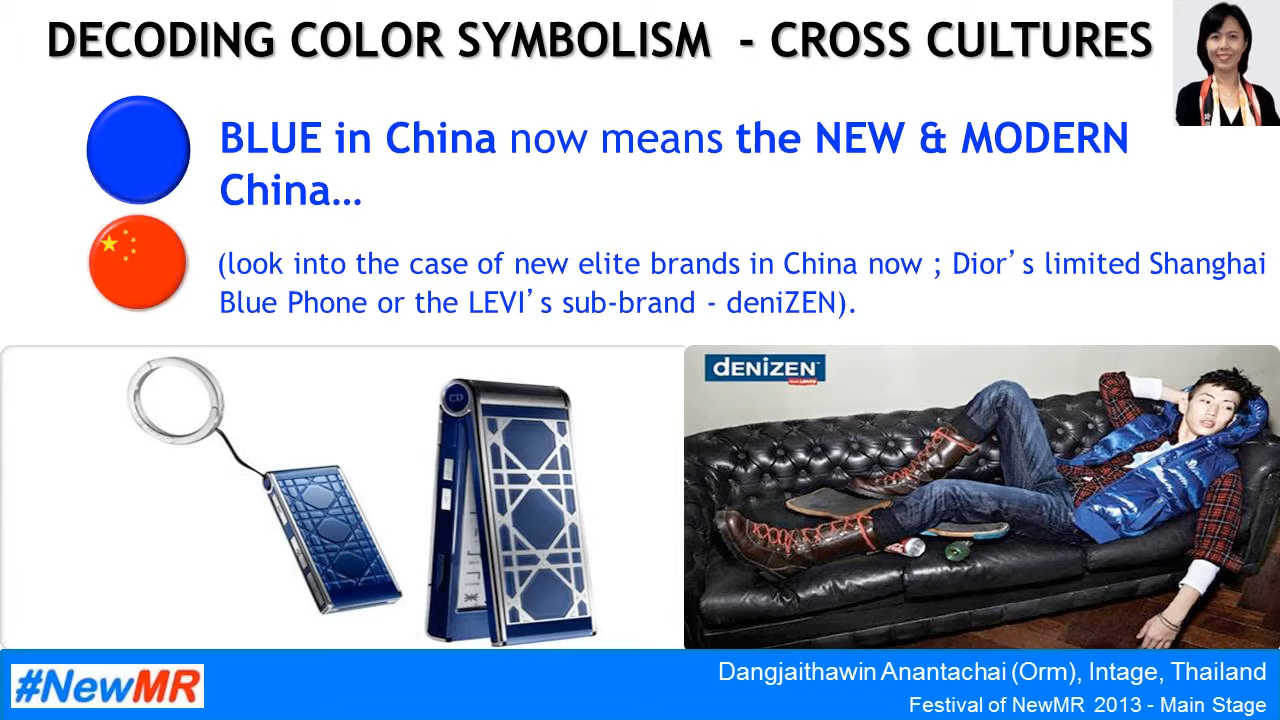 DECODING COLOR SYMBOLISM - CROSS CULTURES
BLUE in China now means the NEW & MODERN
China…
(look into the case of new elite brands in China now ; Dior’s limited Shanghai
Blue Phone or the LEVI’s sub-brand - deniZEN).
CD
dENiZEN™
#NewMR
Dangjaithawin Anantachai (Orm), Intage, Thailand
Festival of NewMR 2013 - Main Stage